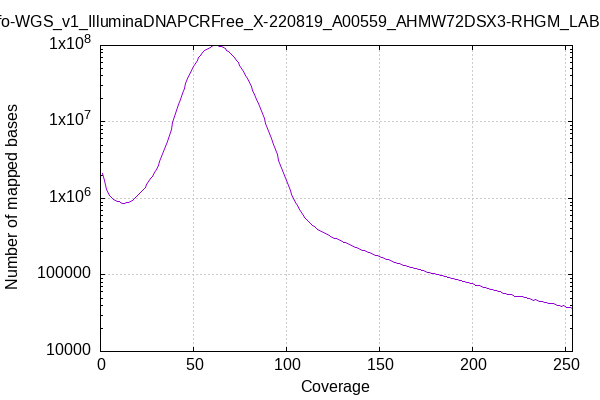 fo-WGS_v1_IlluminaDNAPCRFree_X-220819_A00559_AHMW72DSX3-RHGM_LAB
1x10^8
1x10^7
1x10^6
100000
10000
Number of mapped bases
0 50 100 150 200 250
Coverage